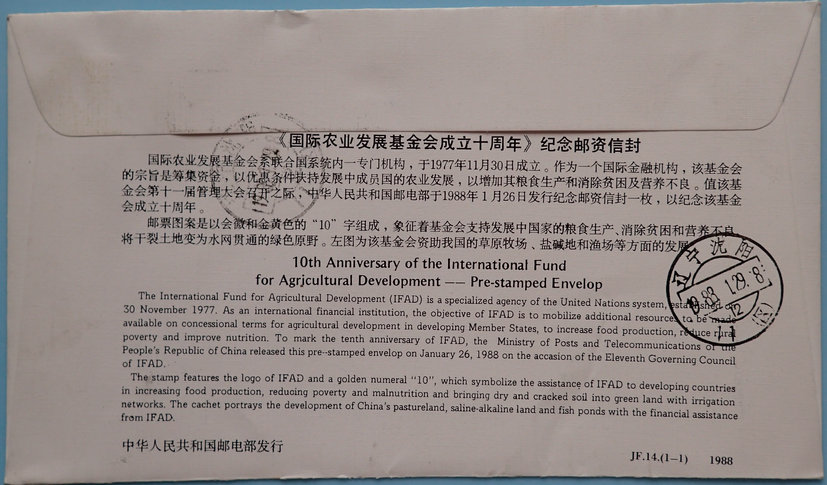 《国际农业发展基金会成立十周年》纪念邮资信封
国际农业发展基金会系联合国系统内一专门机构，于1977年11月30日成立。作为一个国际金融机构，该基金会
的宗旨是筹集资金，以优惠条件扶持发展中成员国的农业发展，以增加其粮食生产和消除贫困及营养不良。值该基
金会第十一届管理大会召开之际，中华人民共和国邮电部于1988年1月26日发行纪念邮资信封一枚，以纪念该基金
会成立十周年。
邮票图案是以会徽和金黄色的“10”字组成，象征着基金会支持发展中国家的粮食生产、消除贫困和营养不良
将干裂土地变为水网贯通的绿色原野。左图为该基金会资助我国的草原牧场、盐碱地和渔场等方面的发展
10th Anniversary of the International Fund
for Agricultural Development —— Pre-stamped Envelop
The International Fund for Agricultural Development (IFAD) is a specialized agency of the United Nations system, established on
30 November 1977. As an international financial institution, the objective of IFAD is to mobilize additional resources to be made
available on concessional terms for agricultural development in developing Member States, to increase food production, reduce rural
poverty and improve nutrition. To mark the tenth anniversary of IFAD, the Ministry of Posts and Telecommunications of the
People's Republic of China released this pre--stamped envelop on January 26, 1988 on the accasion of the Eleventh Governing Council
of IFAD.
The stamp features the logo of IFAD and a golden numeral “10”, which symbolize the assistance of IFAD to developing countries
in increasing food production, reducing poverty and malnutrition and bringing dry and cracked soil into green land with irrigation
networks. The cachet portrays the development of China's pastureland, saline-alkaline land and fish ponds with the financial assistance
from IFAD.
中华人民共和国邮电部发行
JF.14.(1-1) 1988
辽宁沈阳